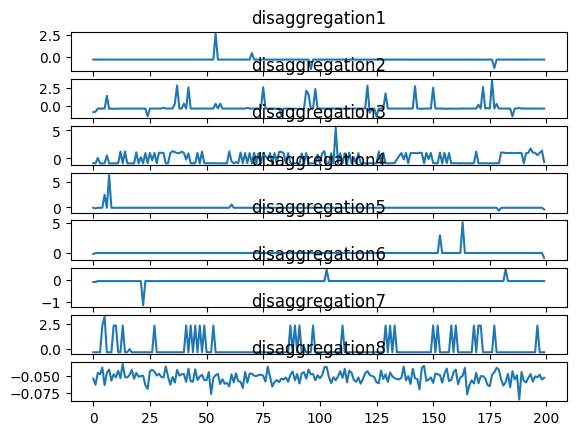 disaggregation1
2.5
0.0
disaggregation2
2.5
0.0
disaggregation3
5
0
disaggregation4
5
0
disaggregation5
5
0
disaggregation6
0
−1
disaggregation7
2.5
0.0
disaggregation8
−0.050
−0.075
0 25 50 75 100 125 150 175 200